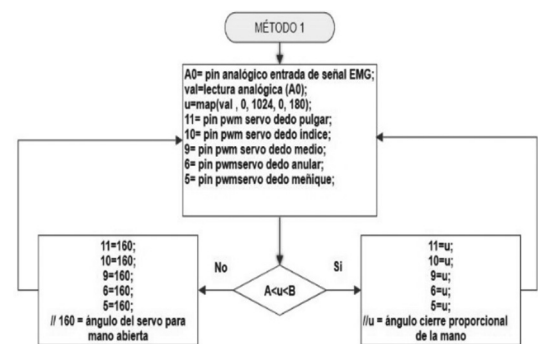 MÉTODO 1
A0= pin analógico entrada de señal EMG;
val=lectura analógica (A0);
u=map(val , 0, 1024, 0, 180);
11= pin pwm servo dedo pulgar;
10= pin pwm servo dedo índice;
9= pin pwm servo dedo medio;
6= pin pwmservo dedo anular;
5= pin pwmservo dedo meñique;
No
A<u<B
Si
11=160;
10=160;
9=160;
6=160;
5=160;
// 160 = ángulo del servo para
mano abierta
11=u;
10=u;
9=u;
6=u;
5=u;
//u = ángulo cierre proporcional
de la mano